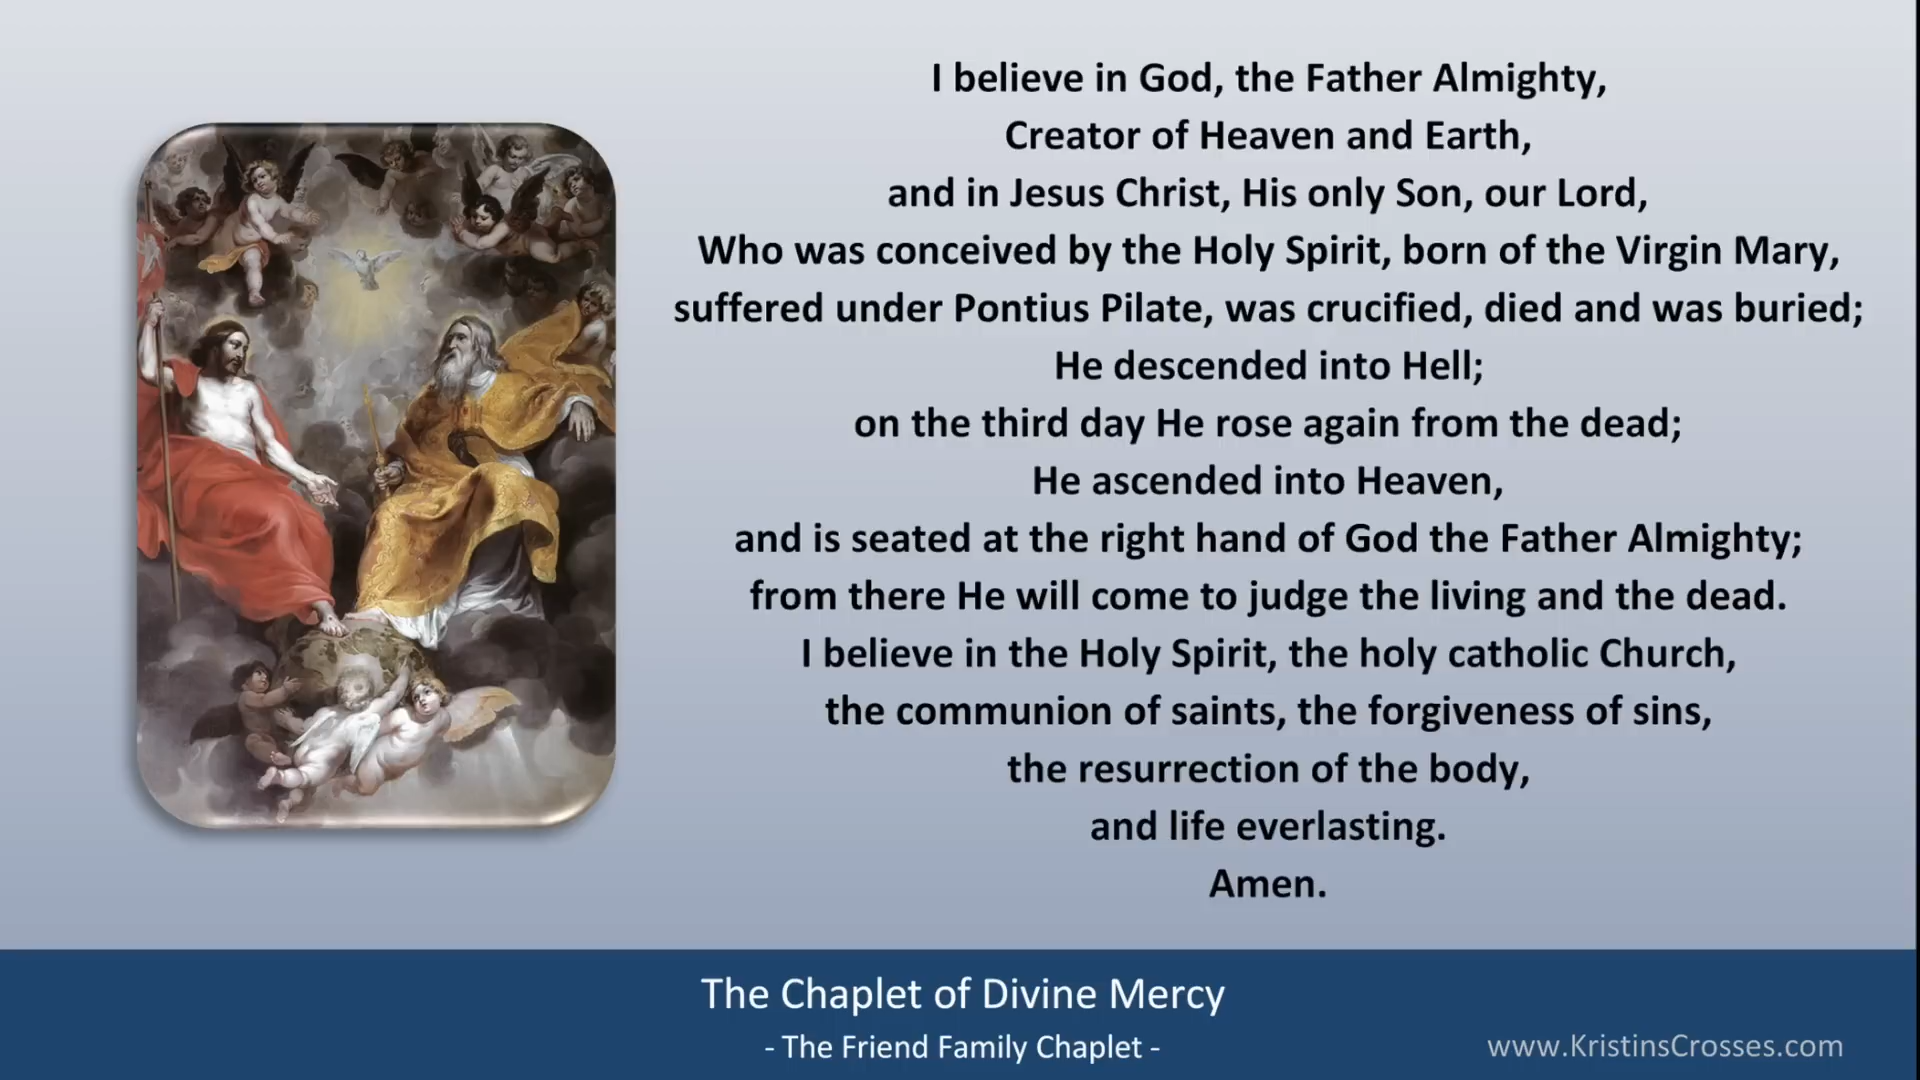 I believe in God, the Father Almighty,
Creator of Heaven and Earth,
and in Jesus Christ, His only Son, our Lord,
Who was conceived by the Holy Spirit, born of the Virgin Mary,
suffered under Pontius Pilate, was crucified, died and was buried;
He descended into Hell;
on the third day He rose again from the dead;
He ascended into Heaven,
and is seated at the right hand of God the Father Almighty;
from there He will come to judge the living and the dead.
I believe in the Holy Spirit, the holy catholic Church,
the communion of saints, the forgiveness of sins,
the resurrection of the body,
and life everlasting.
Amen.
The Chaplet of Divine Mercy
- The Friend Family Chaplet -
www.KristinsCrosses.com